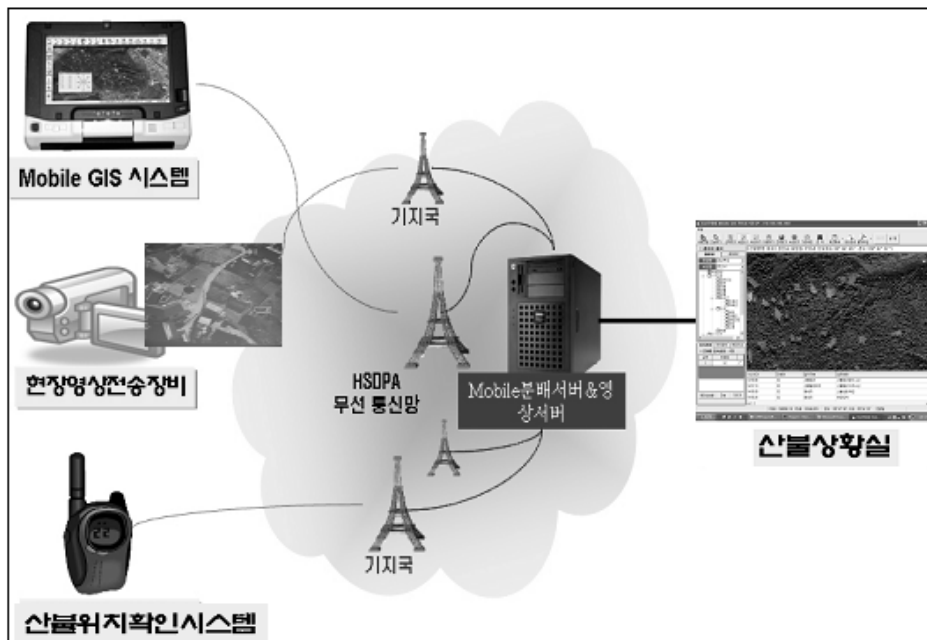 Mobile GIS 시스템
기지국
현장영상전송장비
HSDPA
무선 통신망
Mobile분배서버&영
상서버
산불상황실
22
기지국
산불위치확인시스템